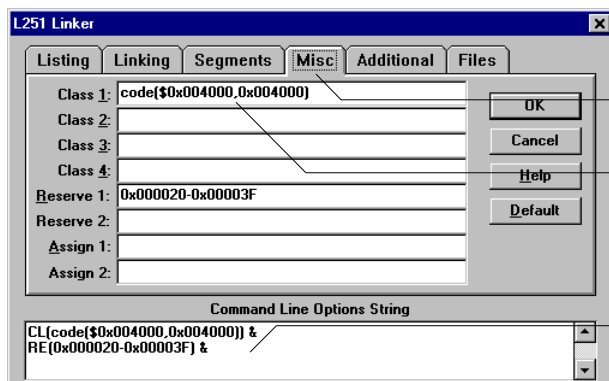 L251 Linker
Listing Linking Segments Misc Additional Files
Class 1: code($0x004000,0x004000)
OK
Class 2:
Class 3:
Cancel
Class 4:
Help
Reserve 1: 0x000020-0x00003F
Default
Reserve 2:
Assign 1:
Assign 2:
Command Line Options String
CL(code($0x004000,0x004000)) &
RE(0x000020-0x00003F) &